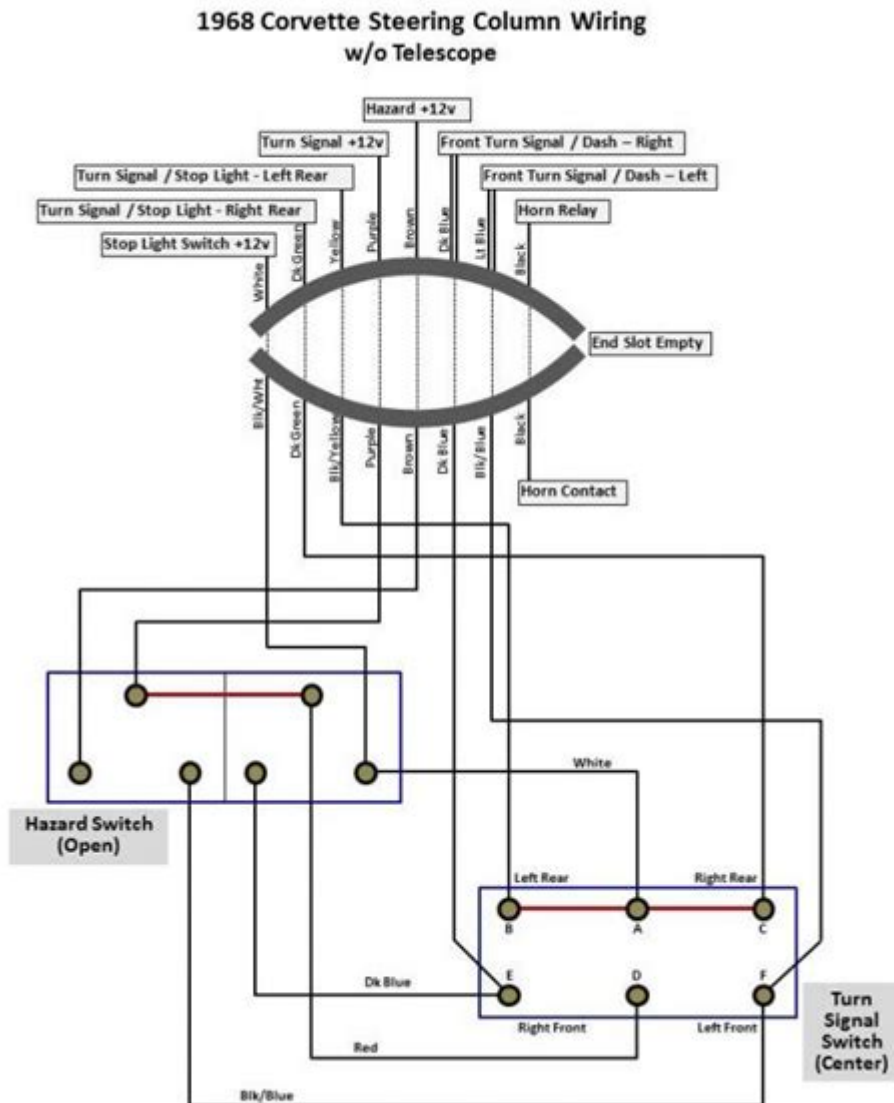 1968 Corvette Steering Column Wiring
w/o Telescope
Hazard +12v
Turn Signal +12v
Front Turn Signal / Dash – Right
Turn Signal / Stop Light - Left Rear
Front Turn Signal / Dash – Left
Turn Signal / Stop Light - Right Rear
Horn Relay
Stop Light Switch +12v
White
Dk Green
Yellow
Purple
Brown
Dk Blue
Lt Blue
Black
End Slot Empty
Blk/Wht
Dk Green
Blk/Yellow
Purple
Brown
Dk Blue
Blk/Blue
Black
Horn Contact
White
Hazard Switch
(Open)
Left Rear
Right Rear
B
A
C
E
D
F
Dk Blue
Right Front
Left Front
Turn
Signal
Switch
(Center)
Red
Blk/Blue